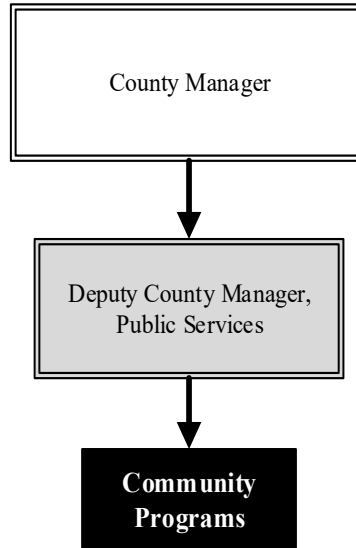 County Manager
Deputy County Manager,
Public Services
Community
Programs